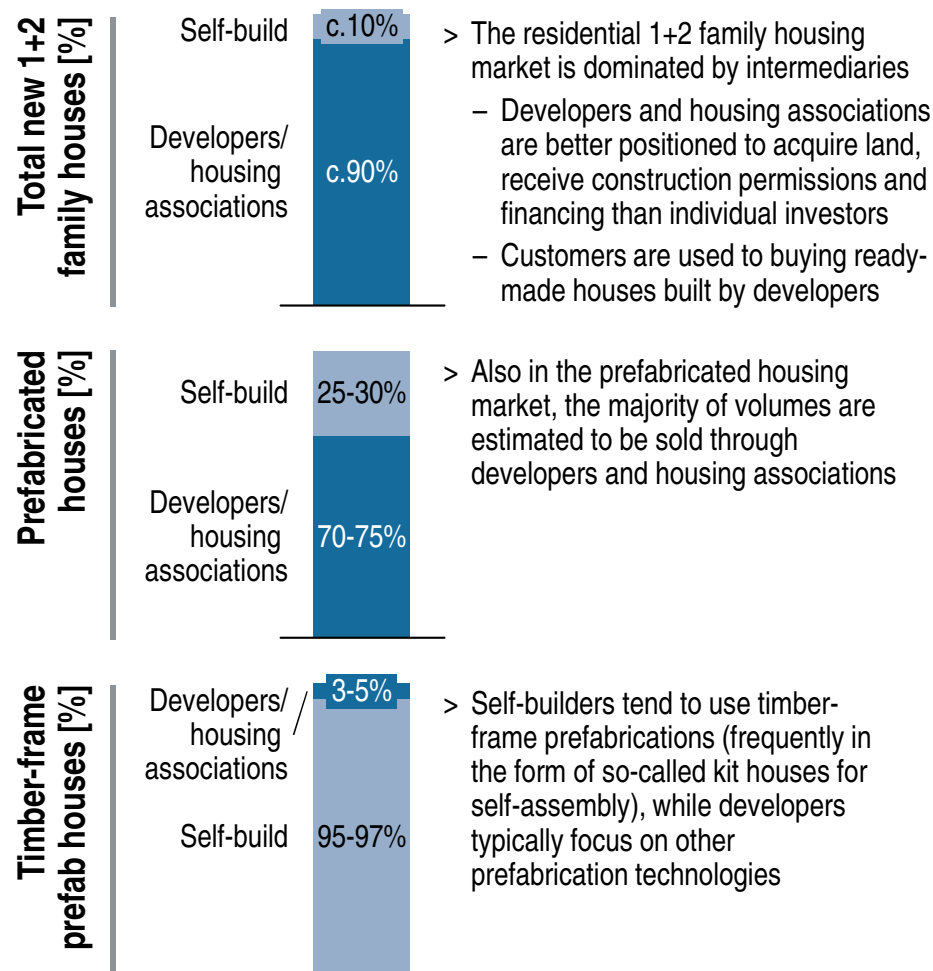 Total new 1+2
family houses [%]
Self-build
c.10%
Developers/
housing
associations
c.90%
> The residential 1+2 family housing
market is dominated by intermediaries
– Developers and housing associations
are better positioned to acquire land,
receive construction permissions and
financing than individual investors
– Customers are used to buying ready-
made houses built by developers
Prefabricated
houses [%]
Self-build
25-30%
Developers/
housing
associations
70-75%
> Also in the prefabricated housing
market, the majority of volumes are
estimated to be sold through
developers and housing associations
Timber-frame
prefab houses [%]
Developers/
housing
associations
3-5%
Self-build
95-97%
> Self-builders tend to use timber-
frame prefabrications (frequently in
the form of so-called kit houses for
self-assembly), while developers
typically focus on other
prefabrication technologies